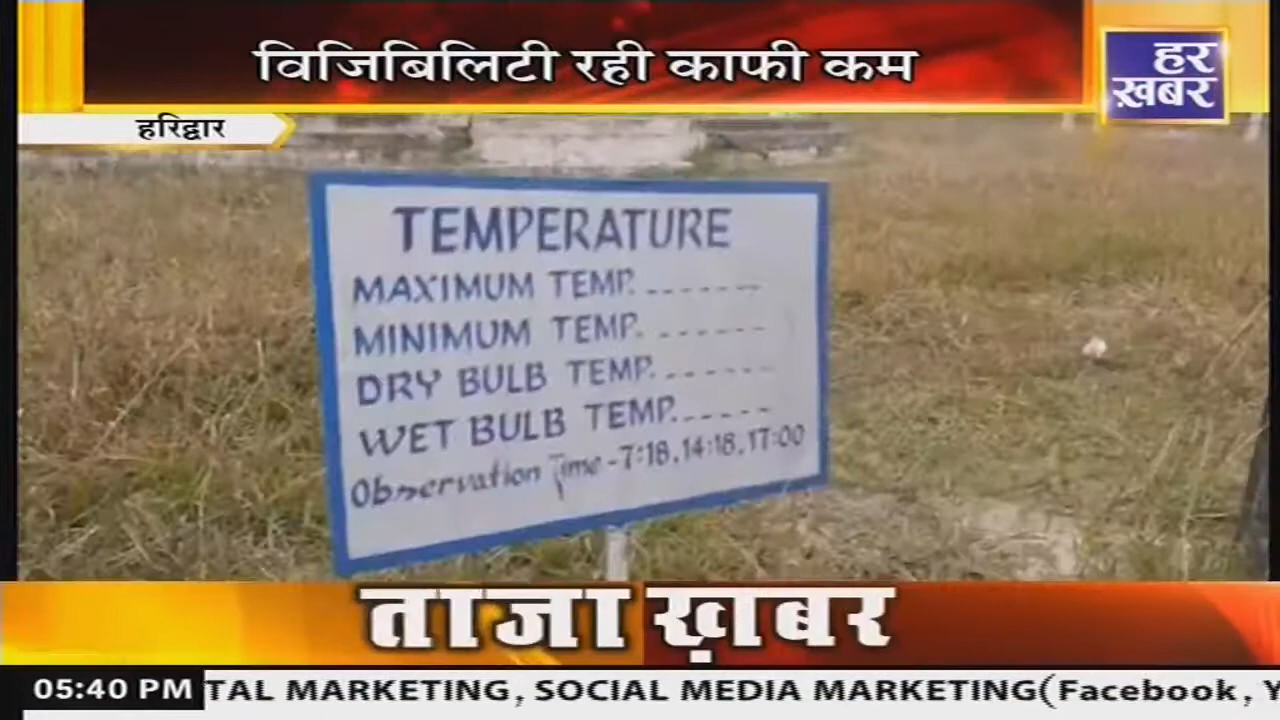 विजिबिलिटी रही काफी कम
हर
ख़बर
हरिद्वार
TEMPERATURE
MAXIMUM TEMP. -------
MINIMUM TEMP. ------
DRY BULB TEMP. ------
WET BULB TEMP. ------
Observation Time - 7:18, 14:18, 17:00
ताजा ख़बर
05:40 PM TAL MARKETING, SOCIAL MEDIA MARKETING(Facebook, Y